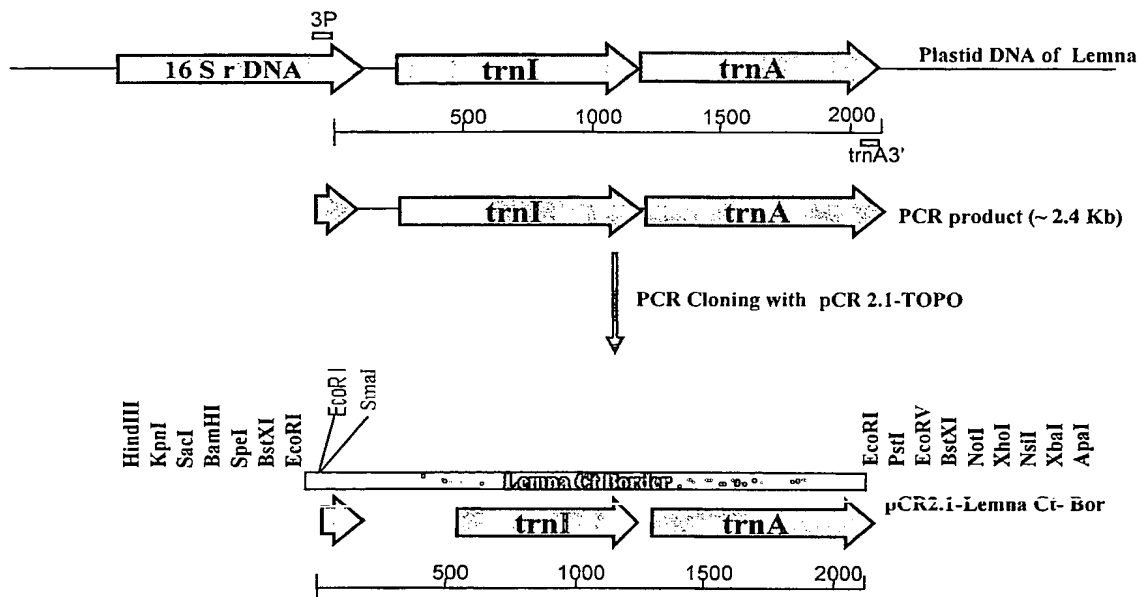 3P
16 S r DNA
trnI
trnA
Plastid DNA of Lemna
500
1000
1500
2000
trnA3'
trnI
trnA
PCR product (~ 2.4 Kb)
PCR Cloning with pCR 2.1-TOPO
HindIII
KpnI
SacI
BamHI
SpeI
BstXI
EcoRI
EcoRI
SmaI
EcoRI
PstI
EcoRV
BstXI
NotI
XhoI
NsiI
XbaI
ApaI
Lemna Ct Border
pCR2.1-Lemna Ct- Bor
trnI
trnA
500
1000
1500
2000